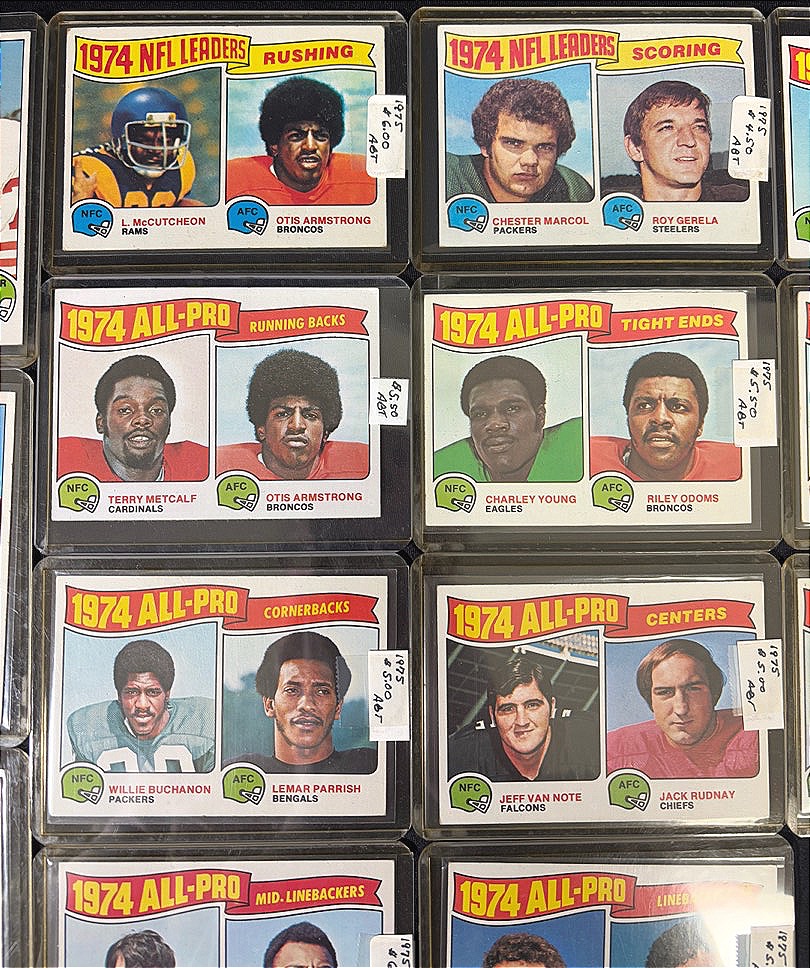 1974 NFL LEADERS RUSHING
NFC L. McCUTCHEON
RAMS
AFC OTIS ARMSTRONG
BRONCOS
1975
$6.00
ABT
1974 NFL LEADERS SCORING
NFC CHESTER MARCOL
PACKERS
AFC ROY GERELA
STEELERS
1975
$4.50
ABT
1974 ALL-PRO RUNNING BACKS
NFC TERRY METCALF
CARDINALS
AFC OTIS ARMSTRONG
BRONCOS
5.50
ABT
1974 ALL-PRO TIGHT ENDS
NFC CHARLEY YOUNG
EAGLES
AFC RILEY ODOMS
BRONCOS
1975
$5.50
ABT
1974 ALL-PRO CORNERBACKS
NFC WILLIE BUCHANON
PACKERS
AFC LEMAR PARRISH
BENGALS
1975
$5.00
ABT
1974 ALL-PRO CENTERS
NFC JEFF VAN NOTE
FALCONS
AFC JACK RUDNAY
CHIEFS
1975
$5.00
ABT
1974 ALL-PRO MID-LINEBACKERS
1975
1974 ALL-PRO
1975